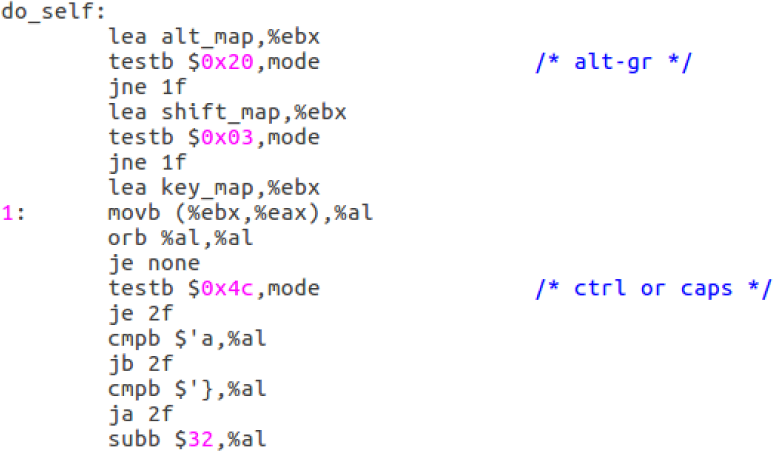 do_self:
lea alt_map,%ebx
testb $0x20,mode /* alt-gr */
jne 1f
lea shift_map,%ebx
testb $0x03,mode
jne 1f
lea key_map,%ebx
1: movb (%ebx,%eax),%al
orb %al,%al
je none
testb $0x4c,mode /* ctrl or caps */
je 2f
cmpb $'a,%al
jb 2f
cmpb $'},%al
ja 2f
subb $32,%al